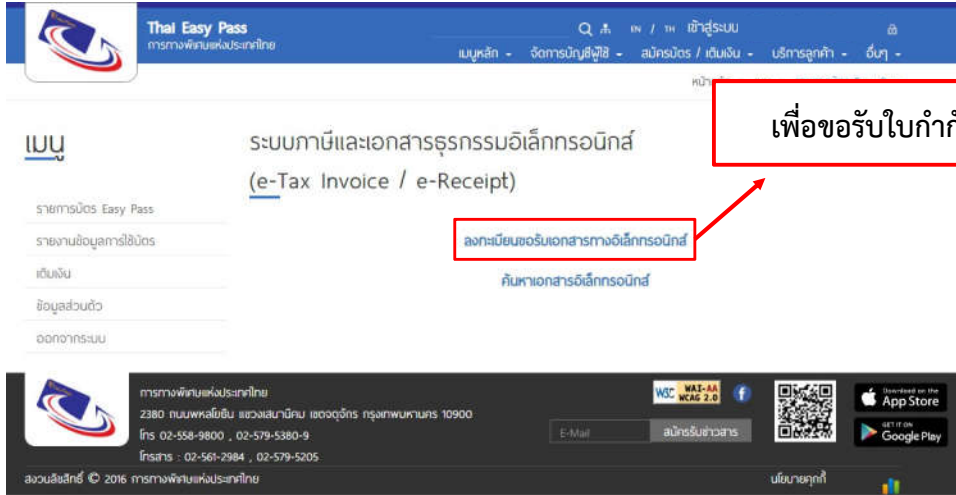 Thai Easy Pass
การทางพิเศษแห่งประเทศไทย
EN / TH เข้าสู่ระบบ
เมนูหลัก จัดการบัญชีผู้ใช้ สมัครบัตร / เติมเงิน บริการลูกค้า อื่นๆ
เพื่อขอรับใบกำกั
เมนู
รายการบัตร Easy Pass
รายงานข้อมูลการใช้บัตร
เติมเงิน
ข้อมูลส่วนตัว
ออกจากระบบ
ระบบภาษีและเอกสารธุรกรรมอิเล็กทรอนิกส์
(e-Tax Invoice / e-Receipt)
ลงทะเบียนขอรับเอกสารทางอิเล็กทรอนิกส์
ค้นหาเอกสารอิเล็กทรอนิกส์
การทางพิเศษแห่งประเทศไทย
2380 ถนนพหลโยธิน แขวงเสนานิคม เขตจตุจักร กรุงเทพมหานคร 10900
โทร 02-558-9800 , 02-579-5380-9
โทรสาร : 02-561-2984 , 02-579-5205
W3C WAI-AA
WCAG 2.0
E-Mail สมัครรับข่าวสาร
Download on the
App Store
GET IT ON
Google Play
สงวนลิขสิทธิ์ © 2016 การทางพิเศษแห่งประเทศไทย
นโยบายคุกกี้